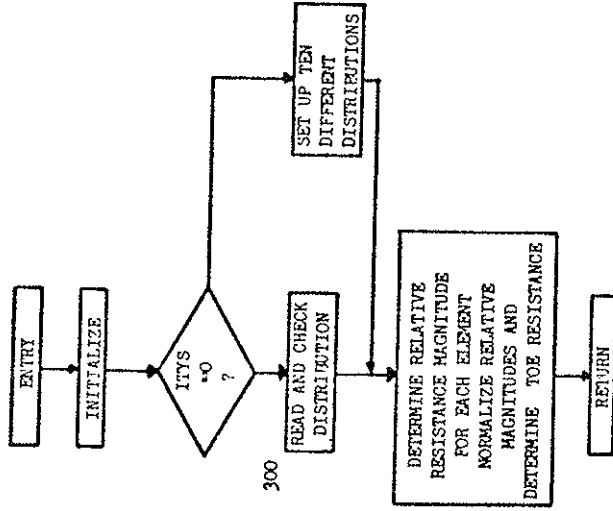 ENTRY
INITIALIZE
ITYS
=0
?
SET UP TEN
DIFFERENT
DISTRIBUTIONS
300
READ AND CHECK
DISTRIBUTION
DETERMINE RELATIVE
RESISTANCE MAGNITUDE
FOR EACH ELEMENT
NORMALIZE RELATIVE
MAGNITUDES AND
DETERMINE TOE RESISTANCE
RETURN